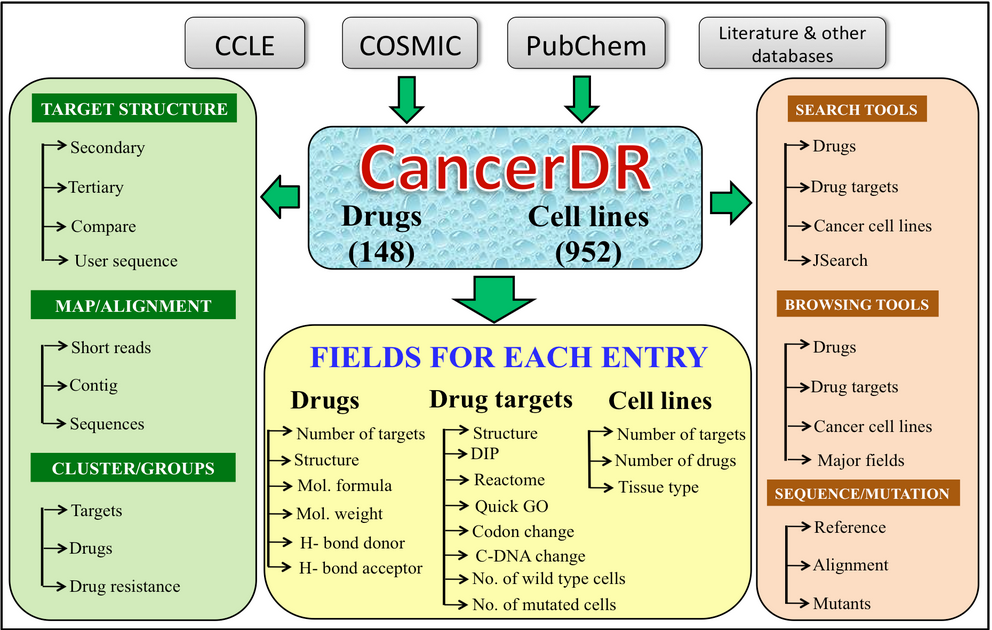 CCLE
COSMIC
PubChem
Literature & other
databases
TARGET STRUCTURE
Secondary
Tertiary
Compare
User sequence
MAP/ALIGNMENT
Short reads
Contig
Sequences
CLUSTER/GROUPS
Targets
Drugs
Drug resistance
CancerDR
Drugs
(148)
Cell lines
(952)
FIELDS FOR EACH ENTRY
Drugs
Number of targets
Structure
Mol. formula
Mol. weight
H- bond donor
H- bond acceptor
Drug targets
Structure
DIP
Reactome
Quick GO
Codon change
C-DNA change
No. of wild type cells
No. of mutated cells
Cell lines
Number of targets
Number of drugs
Tissue type
SEARCH TOOLS
Drugs
Drug targets
Cancer cell lines
JSearch
BROWSING TOOLS
Drugs
Drug targets
Cancer cell lines
Major fields
SEQUENCE/MUTATION
Reference
Alignment
Mutants